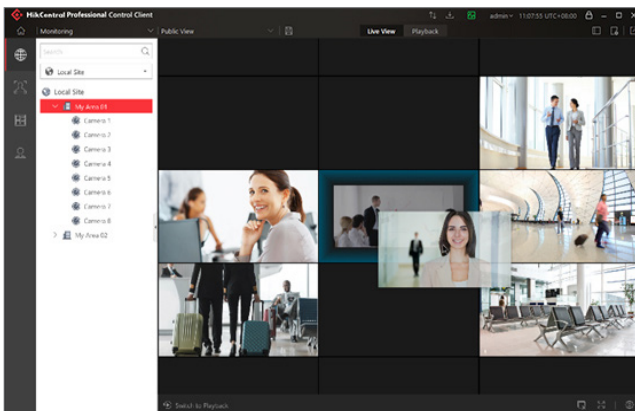 HikCentral Professional Control Client
admin 11:07:55 UTC+08:00
Monitoring
Public View
Live View
Playback
Search
Local Site
Local Site
My Area 01
Camera 1
Camera 2
Camera 3
Camera 4
Camera 5
Camera 6
Camera 7
Camera 8
My Area 02
Switch to Playback